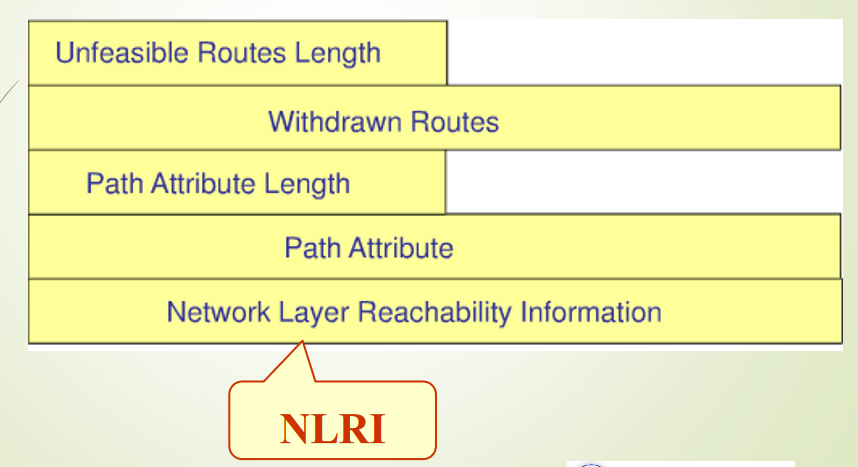 Unfeasible Routes Length
Withdrawn Routes
Path Attribute Length
Path Attribute
Network Layer Reachability Information
NLRI